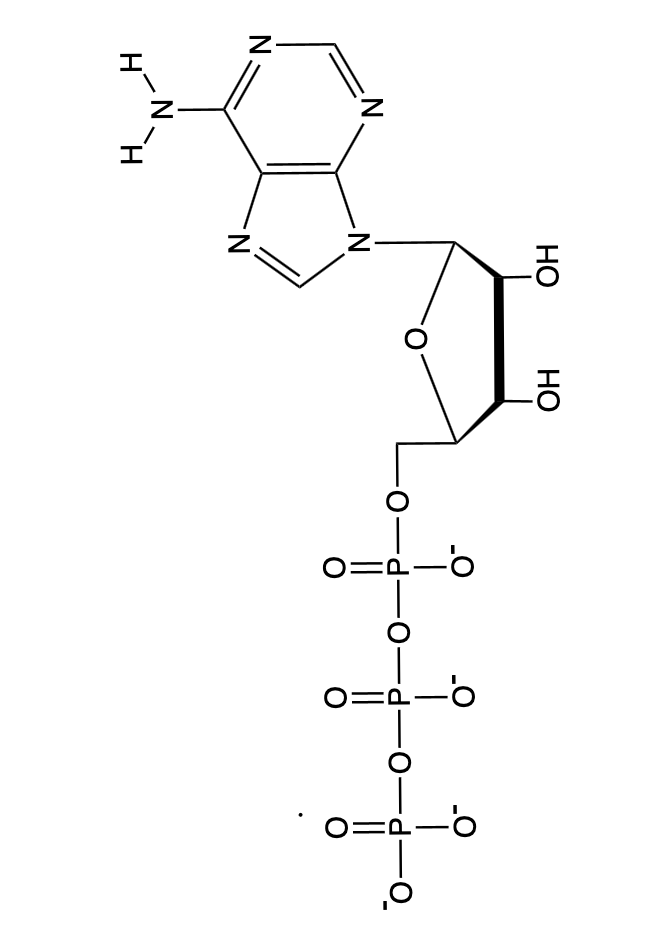 H H
N
N N
O O O
N N
-O P O P O P O
O
O- O- O-
OH OH